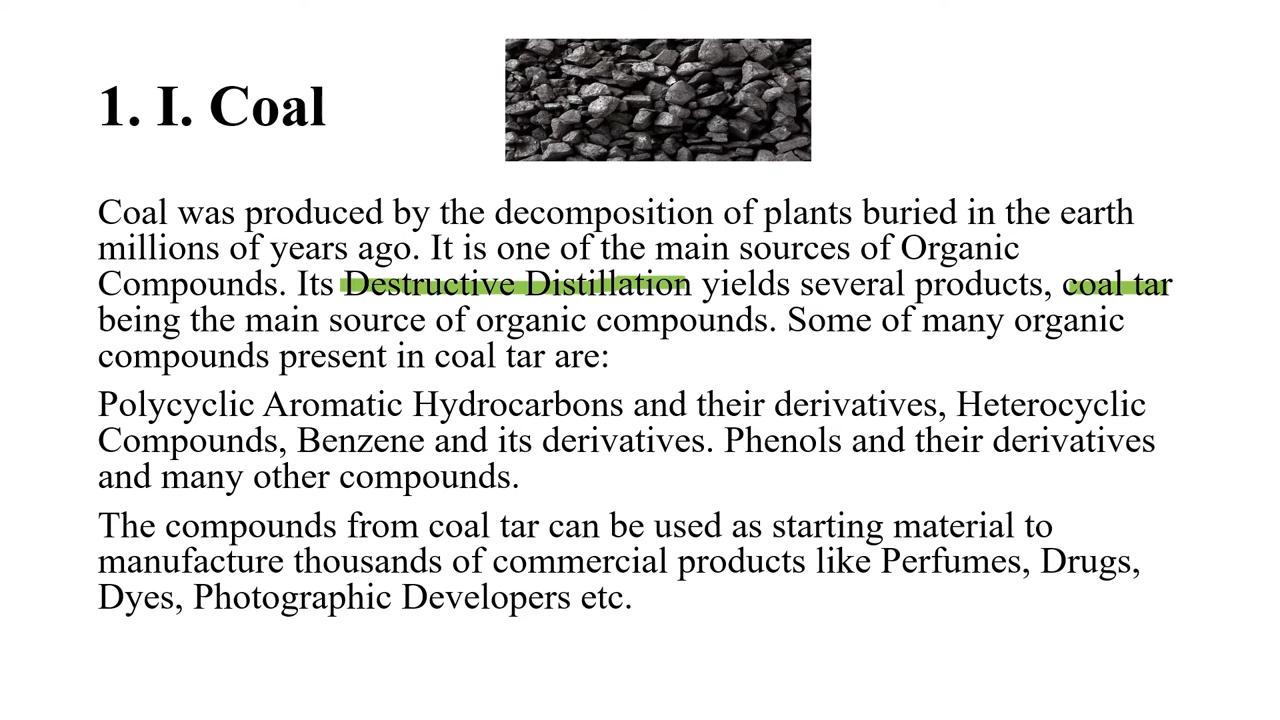 1. I. Coal
Coal was produced by the decomposition of plants buried in the earth
millions of years ago. It is one of the main sources of Organic
Compounds. Its Destructive Distillation yields several products, coal tar
being the main source of organic compounds. Some of many organic
compounds present in coal tar are:
Polycyclic Aromatic Hydrocarbons and their derivatives, Heterocyclic
Compounds, Benzene and its derivatives. Phenols and their derivatives
and many other compounds.
The compounds from coal tar can be used as starting material to
manufacture thousands of commercial products like Perfumes, Drugs,
Dyes, Photographic Developers etc.